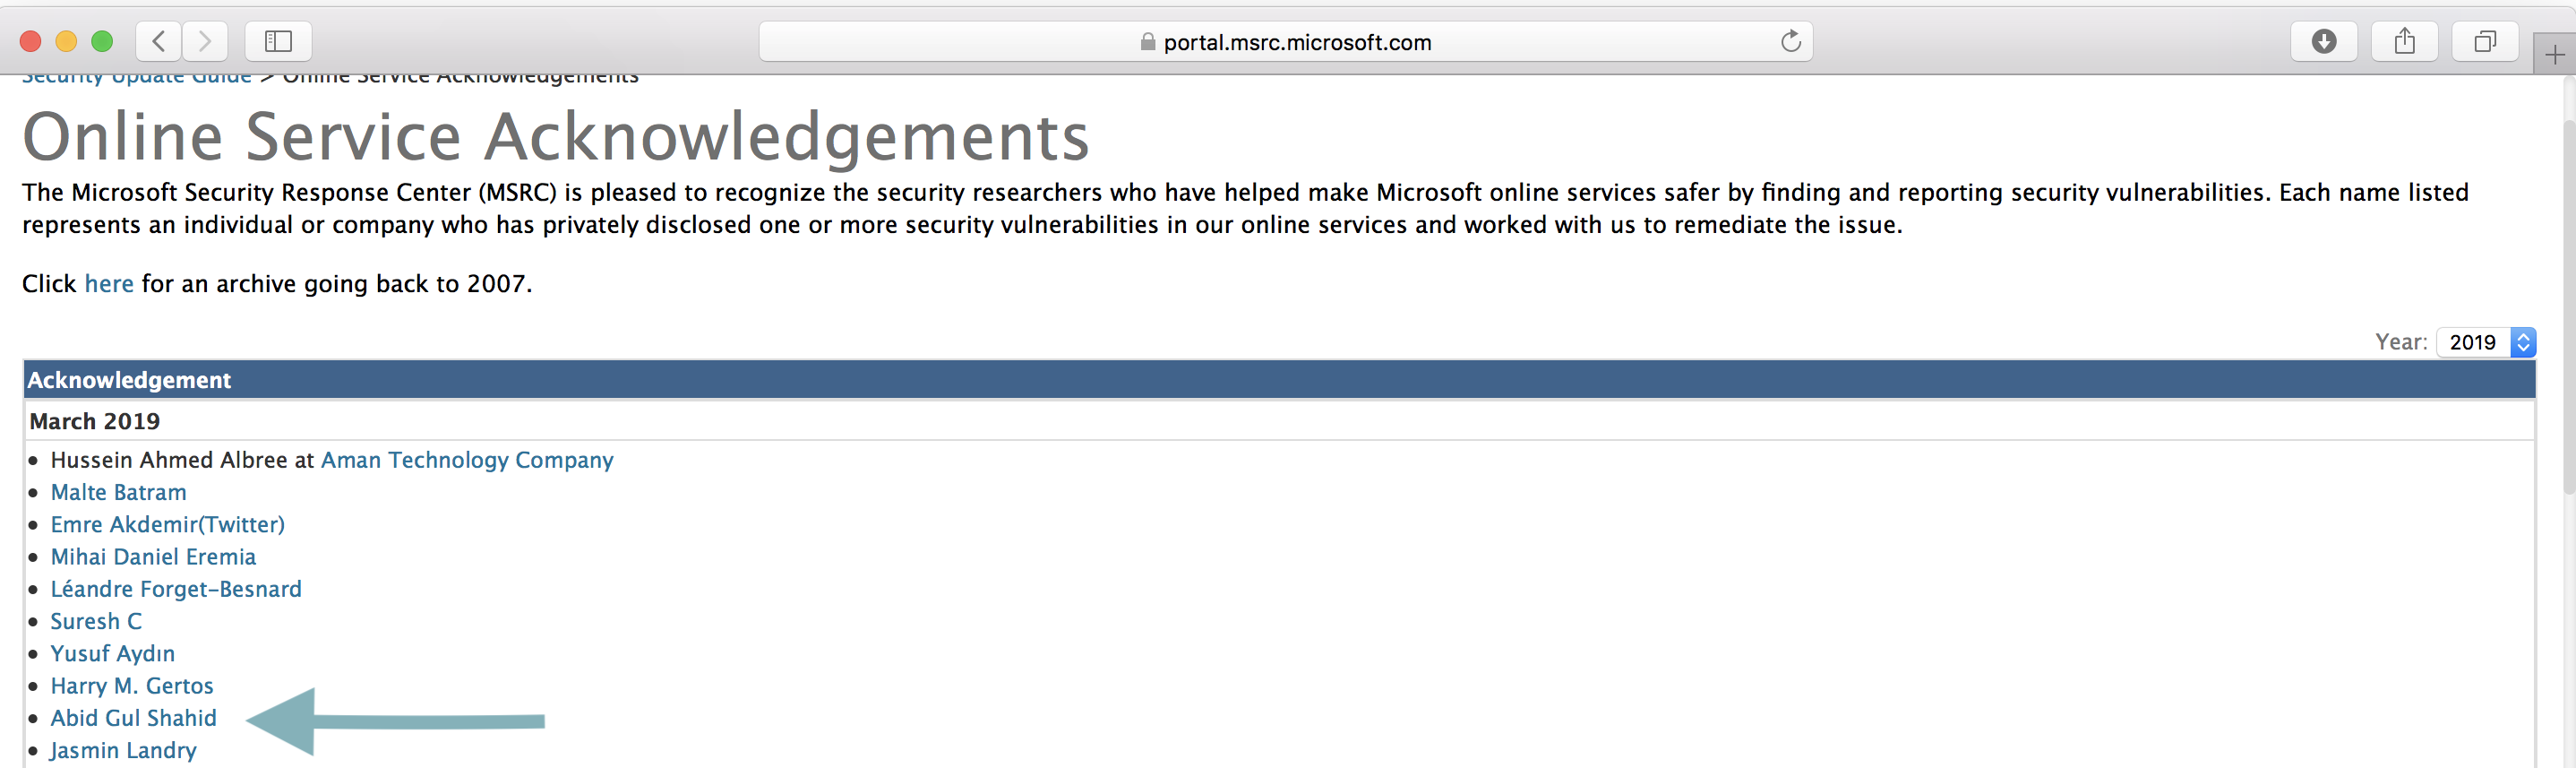 portal.msrc.microsoft.com
Security Update Guide > Online Service Acknowledgements
Online Service Acknowledgements
The Microsoft Security Response Center (MSRC) is pleased to recognize the security researchers who have helped make Microsoft online services safer by finding and reporting security vulnerabilities. Each name listed
represents an individual or company who has privately disclosed one or more security vulnerabilities in our online services and worked with us to remediate the issue.
Click here for an archive going back to 2007.
Year: 2019
Acknowledgement
March 2019
• Hussein Ahmed Albree at Aman Technology Company
• Malte Batram
• Emre Akdemir(Twitter)
• Mihai Daniel Eremia
• Léandre Forget-Besnard
• Suresh C
• Yusuf Aydın
• Harry M. Gertos
• Abid Gul Shahid
• Jasmin Landry